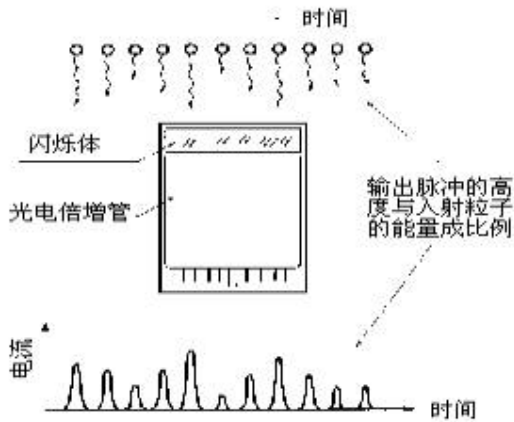 时间
闪烁体
光电倍增管
输出脉冲的高
度与入射粒子
的能量成比例
电流
时间